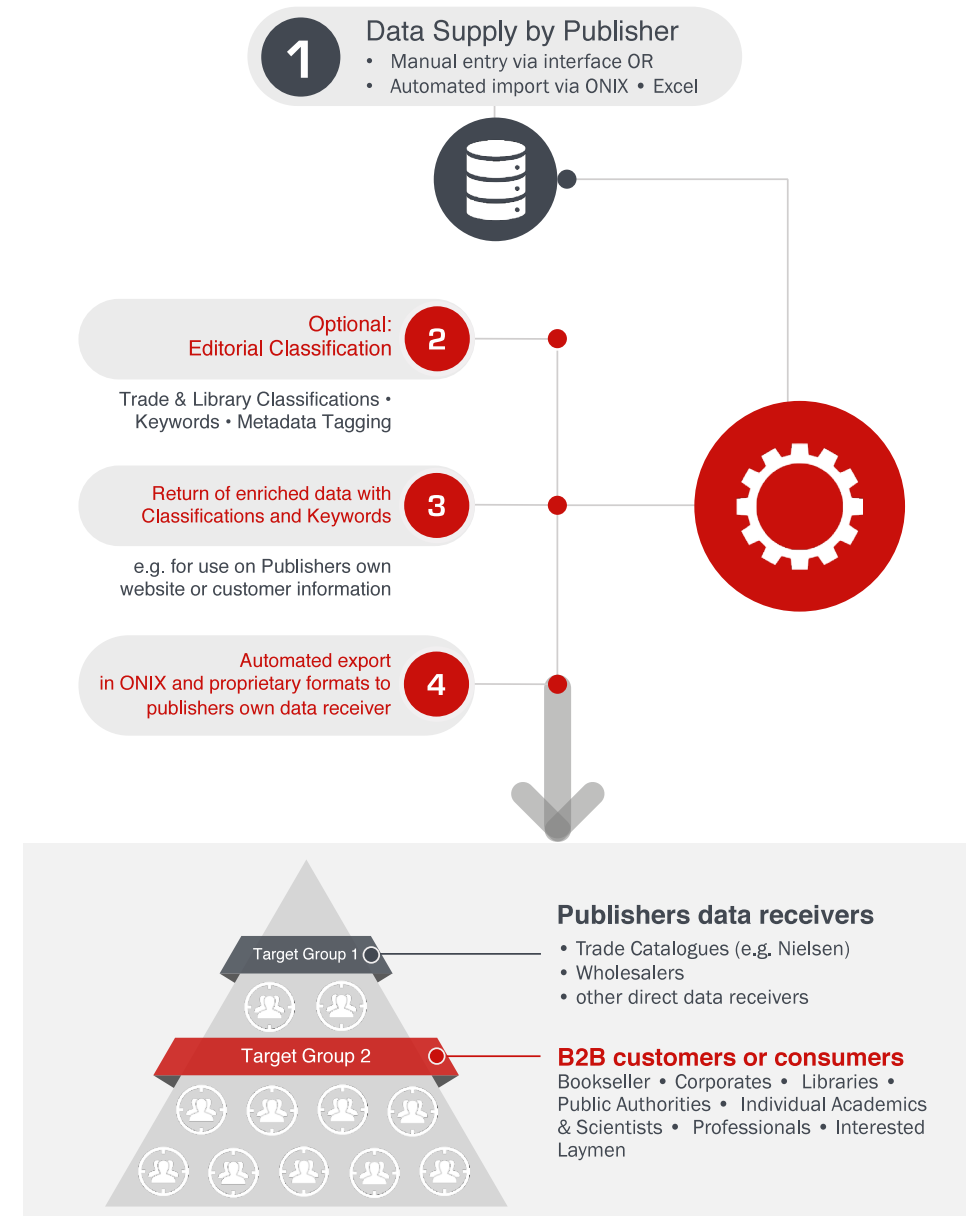 1
Data Supply by Publisher
• Manual entry via interface OR
• Automated import via ONIX • Excel
Optional:
Editorial Classification
2
Trade & Library Classifications •
Keywords • Metadata Tagging
Return of enriched data with
Classifications and Keywords
3
e.g. for use on Publishers own
website or customer information
Automated export
in ONIX and proprietary formats to
publishers own data receiver
4
Target Group 1
Publishers data receivers
• Trade Catalogues (e.g. Nielsen)
• Wholesalers
• other direct data receivers
Target Group 2
B2B customers or consumers
Bookseller • Corporates • Libraries •
Public Authorities • Individual Academics
& Scientists • Professionals • Interested
Laymen